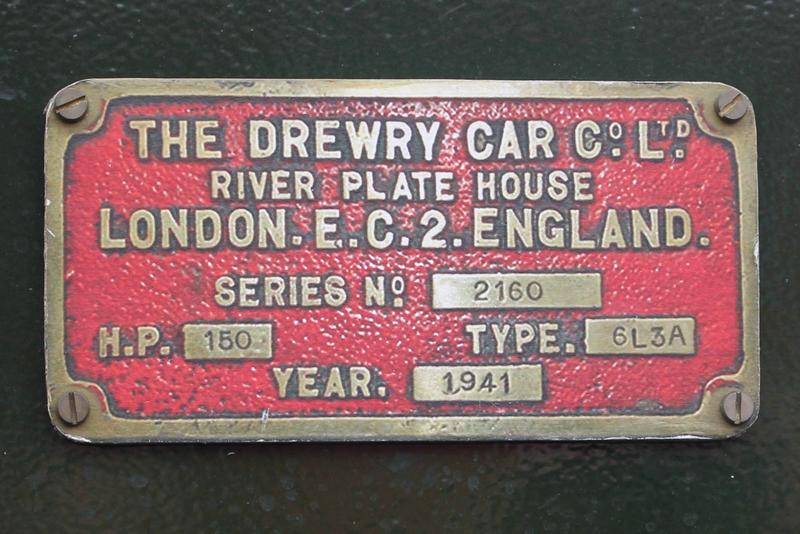 THE DREWRY CAR Cº. Lᵀᴰ.
RIVER PLATE HOUSE
LONDON. E.C.2. ENGLAND.
SERIES Nº. 2160
H.P. 150 TYPE. 6L3A
YEAR. 1941